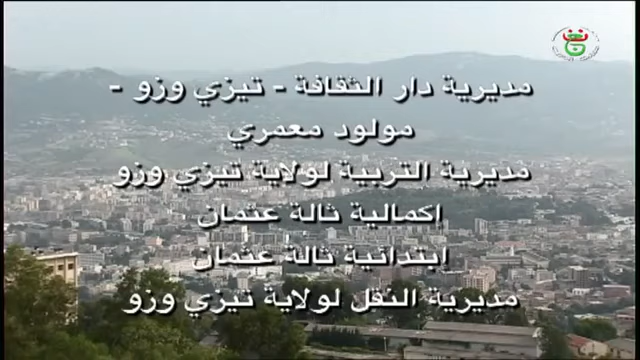 مديرية دار الثقافة - تيزي وزو -
مولود معمري
مديرية التربية لولاية تيزي وزو
اكمالية ثالة عثمان
ابتدائية ثالة عثمان
مديرية النقل لولاية تيزي وزو